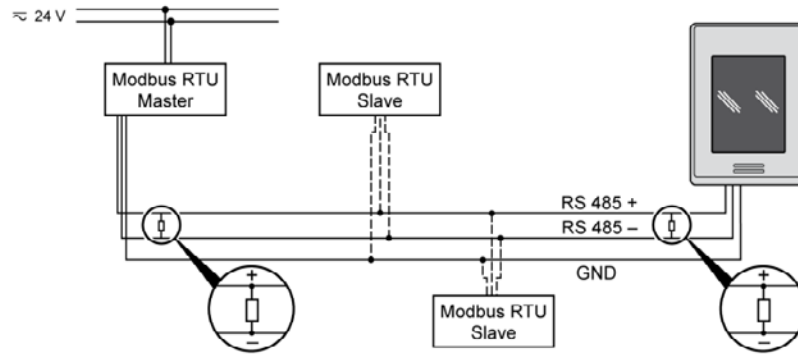 ⎓ 24 V
Modbus RTU
Master
Modbus RTU
Slave
RS 485 +
RS 485 –
GND
+
–
Modbus RTU
Slave
+
–